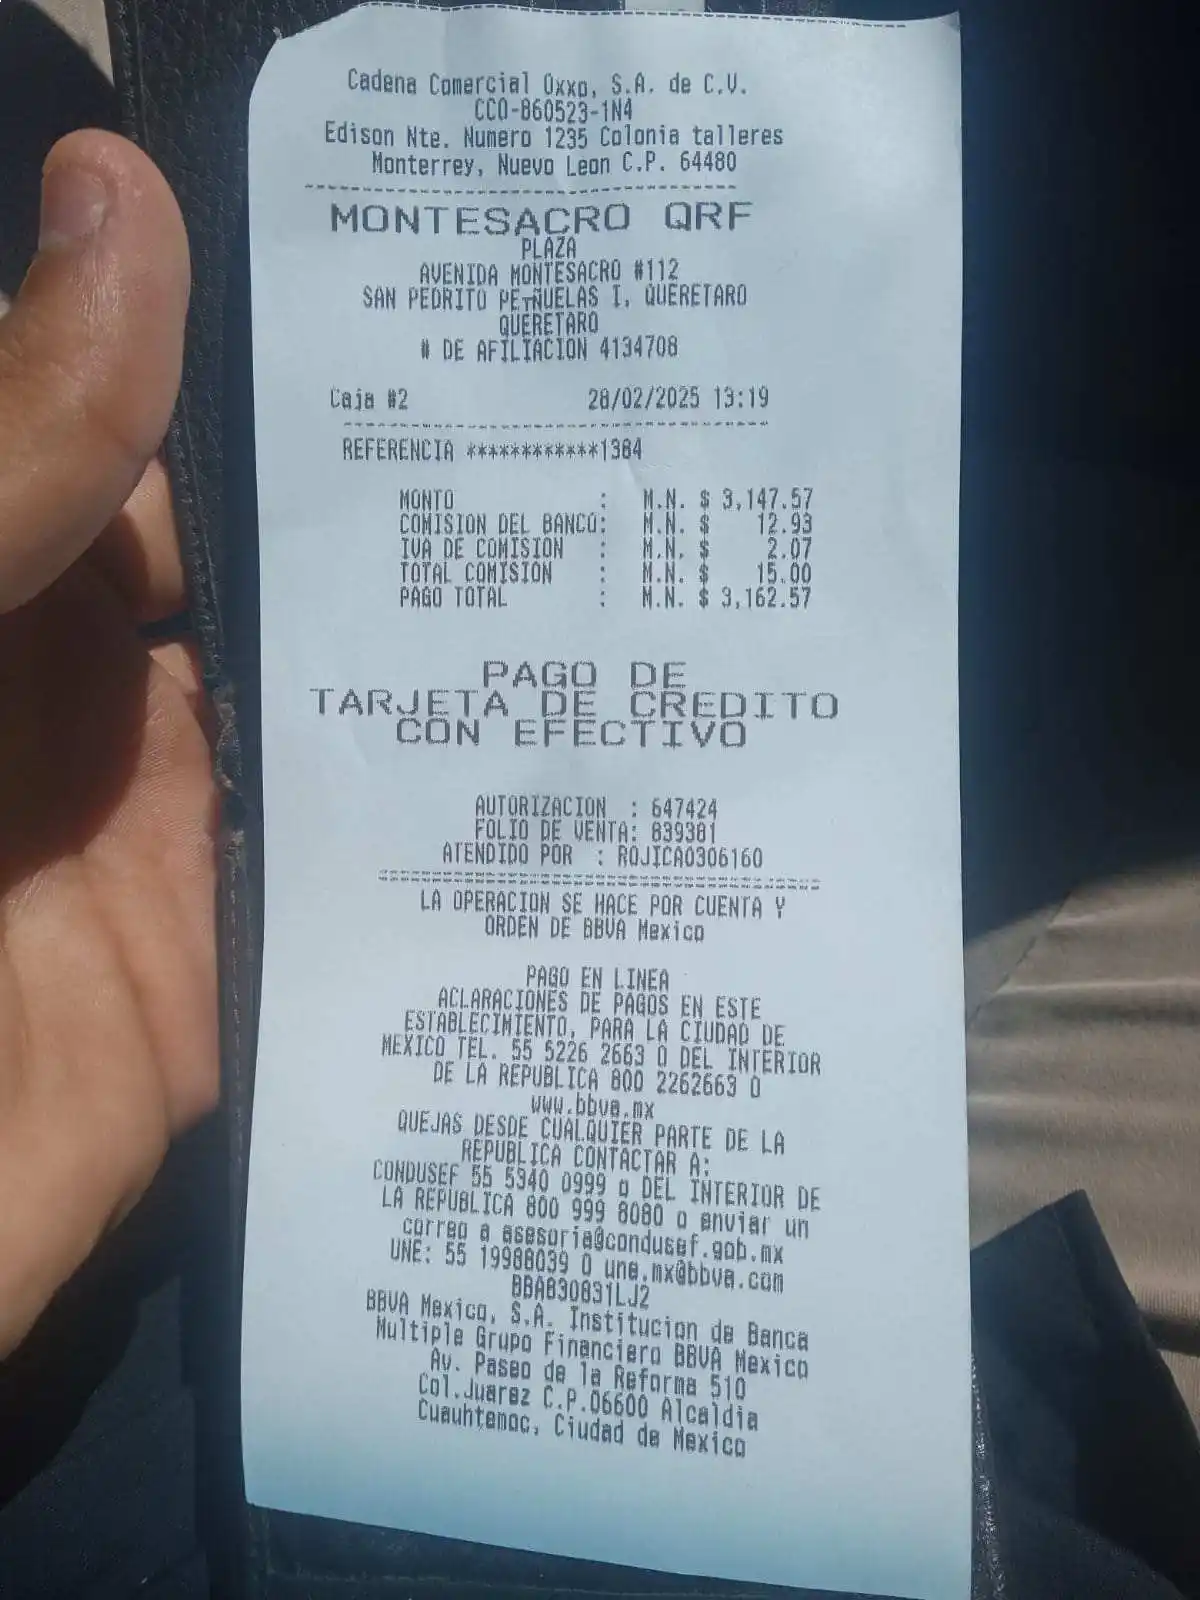 Cadena Comercial Oxxo, S.A. de C.V.
CCO-860523-1N4
Edison Nte. Numero 1235 Colonia talleres
Monterrey, Nuevo Leon C.P. 64480
MONTESACRO QRF
PLAZA
AVENIDA MONTESACRO #112
SAN PEDRITO PEÑUELAS I, QUERETARO
QUERETARO
# DE AFILIACION 4134708
Caja #2 28/02/2025 13:19
REFERENCIA ************1384
MONTO : M.N. $ 3,147.57
COMISION DEL BANCO: M.N. $ 12.93
IVA DE COMISION : M.N. $ 2.07
TOTAL COMISION : M.N. $ 15.00
PAGO TOTAL : M.N. $ 3,162.57
PAGO DE
TARJETA DE CREDITO
CON EFECTIVO
AUTORIZACION : 647424
FOLIO DE VENTA: 839381
ATENDIDO POR : ROJICA0306160
LA OPERACION SE HACE POR CUENTA Y
ORDEN DE BBVA Mexico
PAGO EN LINEA
ACLARACIONES DE PAGOS EN ESTE
ESTABLECIMIENTO, PARA LA CIUDAD DE
MEXICO TEL. 55 5226 2663 O DEL INTERIOR
DE LA REPUBLICA 800 2262663 O
www.bbva.mx
QUEJAS DESDE CUALQUIER PARTE DE LA
REPUBLICA CONTACTAR A:
CONDUSEF 55 5340 0999 o DEL INTERIOR DE
LA REPUBLICA 800 999 8080 o enviar un
correo a asesoria@condusef.gob.mx
UNE: 55 19988039 O une.mx@bbva.com
BBA830831LJ2
BBVA Mexico, S.A. Institucion de Banca
Multiple Grupo Financiero BBVA Mexico
Av. Paseo de la Reforma 510
Col.Juarez C.P.06600 Alcaldia
Cuauhtemoc, Ciudad de Mexico